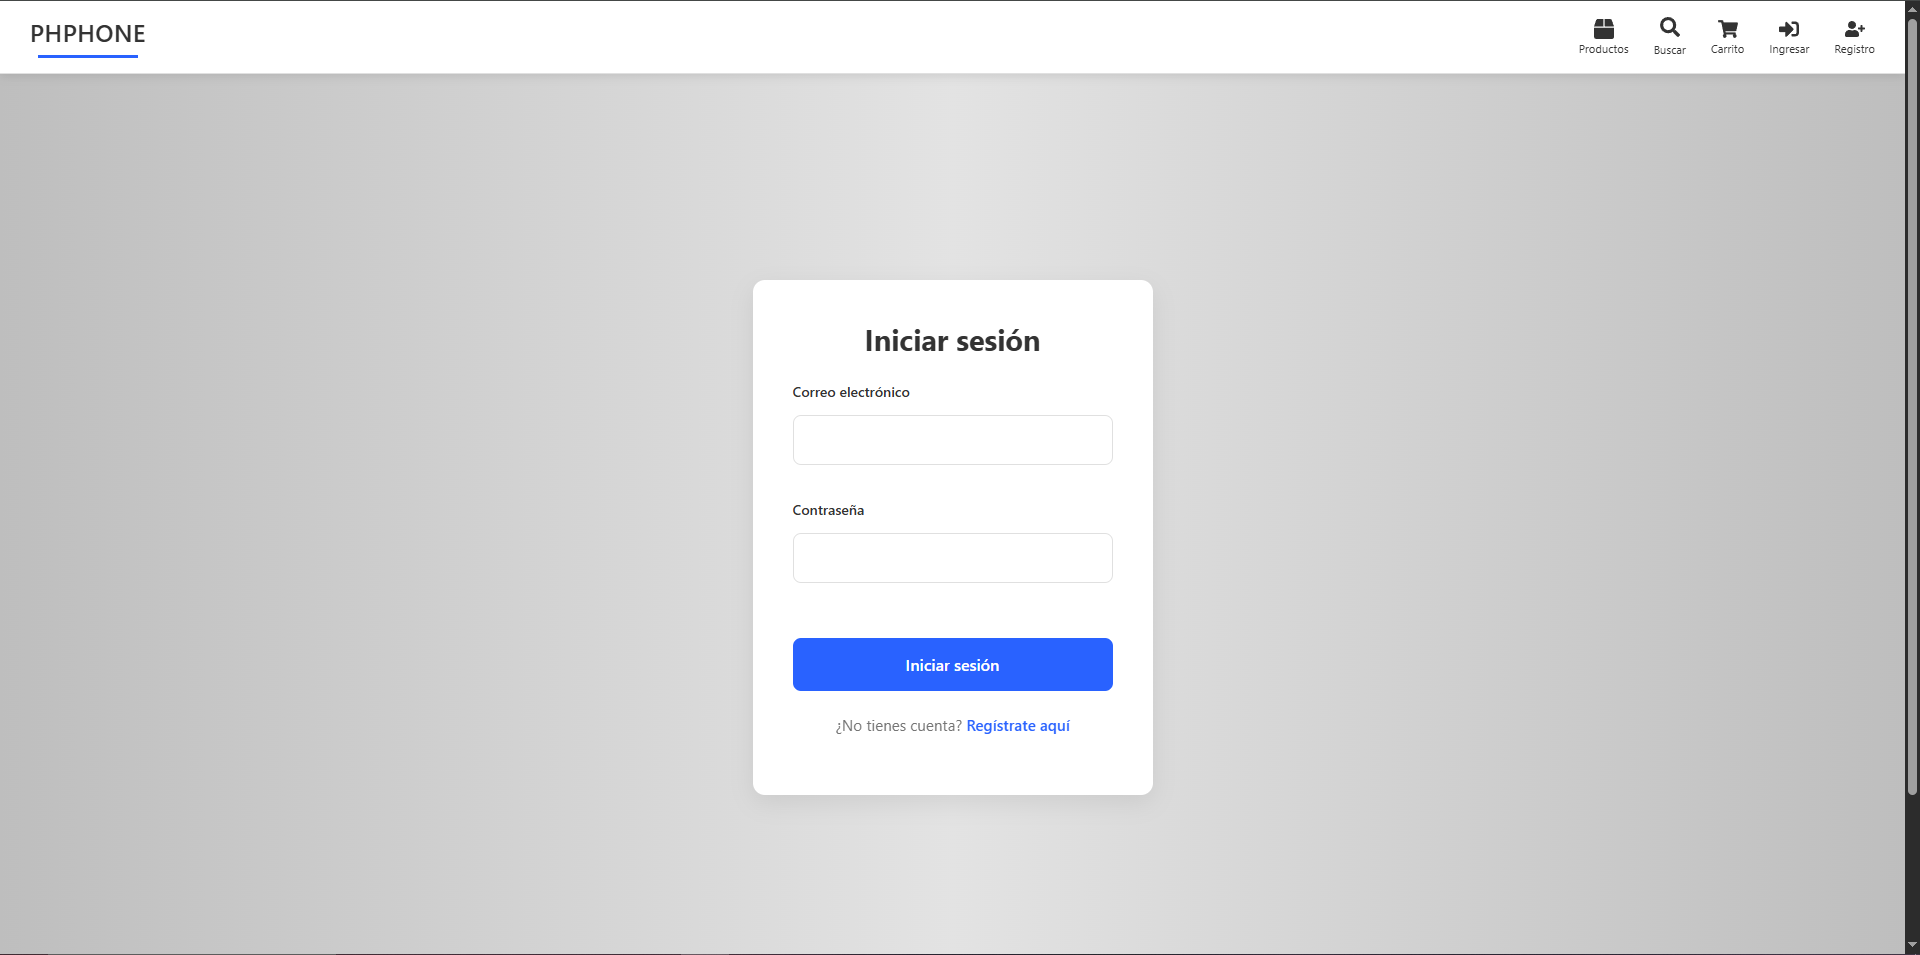 PHPHONE
Productos
Buscar
Carrito
Ingresar
Registro
Iniciar sesión
Correo electrónico
Contraseña
Iniciar sesión
¿No tienes cuenta? Regístrate aquí